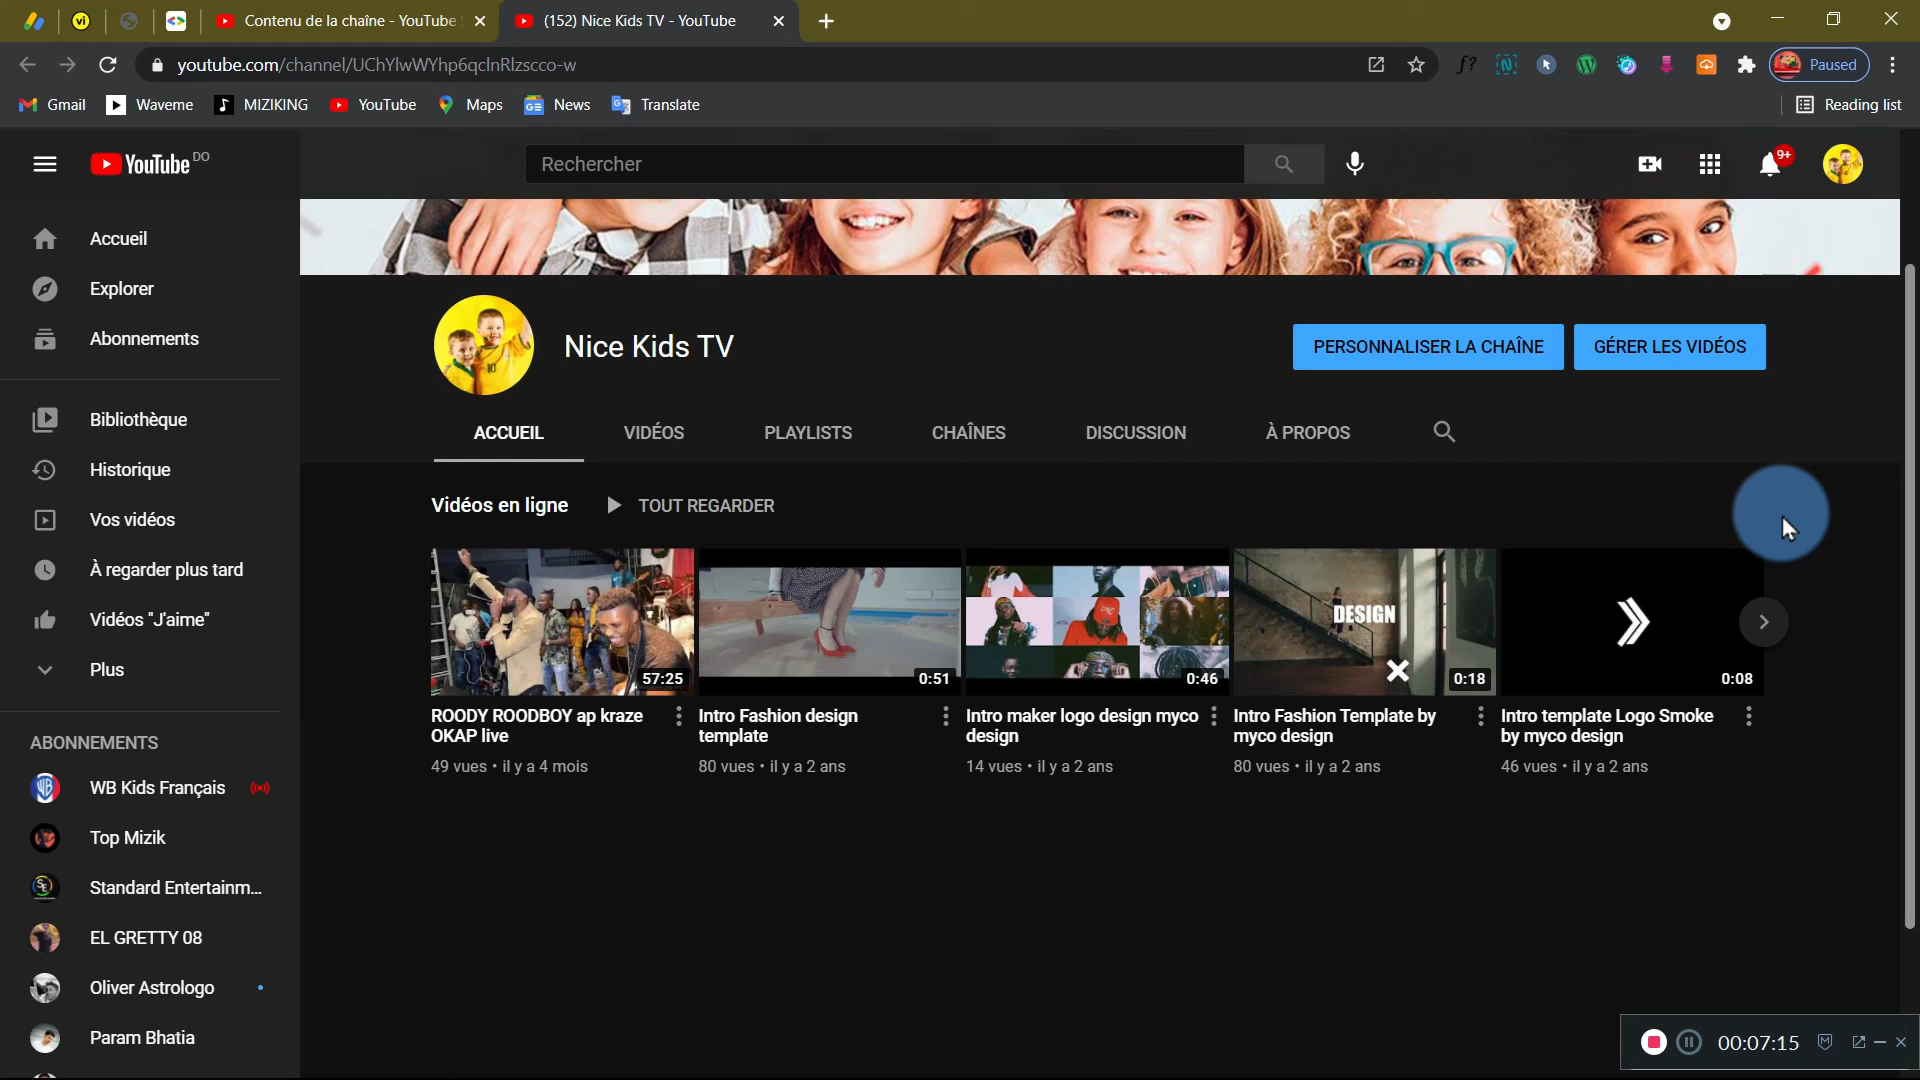 Contenu de la chaîne - YouTube
(152) Nice Kids TV - YouTube
youtube.com/channel/UChYlwWYhp6qclnRlzscco-w
Paused
Gmail
Waveme
MIZIKING
YouTube
Maps
News
Translate
Reading list
YouTube DO
Rechercher
9+
Accueil
Explorer
Abonnements
Bibliothèque
Historique
Vos vidéos
À regarder plus tard
Vidéos "J'aime"
Plus
ABONNEMENTS
WB Kids Français
Top Mizik
Standard Entertainm...
EL GRETTY 08
Oliver Astrologo
Param Bhatia
Nice Kids TV
PERSONNALISER LA CHAÎNE
GÉRER LES VIDÉOS
ACCUEIL
VIDÉOS
PLAYLISTS
CHAÎNES
DISCUSSION
À PROPOS
Vidéos en ligne
TOUT REGARDER
57:25
0:51
0:46
DESIGN
0:18
0:08
ROODY ROODBOY ap kraze
OKAP live
49 vues • il y a 4 mois
Intro Fashion design
template
80 vues • il y a 2 ans
Intro maker logo design myco
design
14 vues • il y a 2 ans
Intro Fashion Template by
myco design
80 vues • il y a 2 ans
Intro template Logo Smoke
by myco design
46 vues • il y a 2 ans
00:07:15